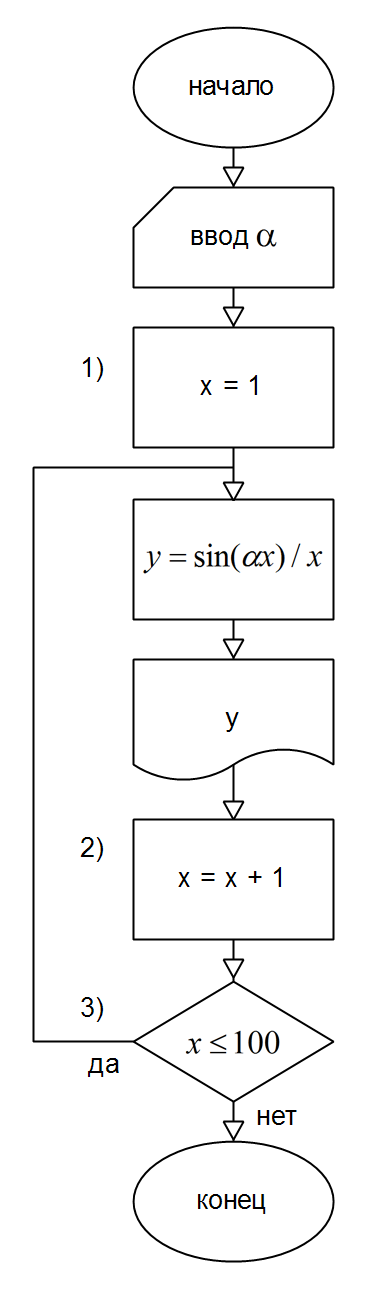 начало
ввод α
1)
x = 1
y = sin(αx) / x
y
2)
x = x + 1
3)
x ≤ 100
да
нет
конец